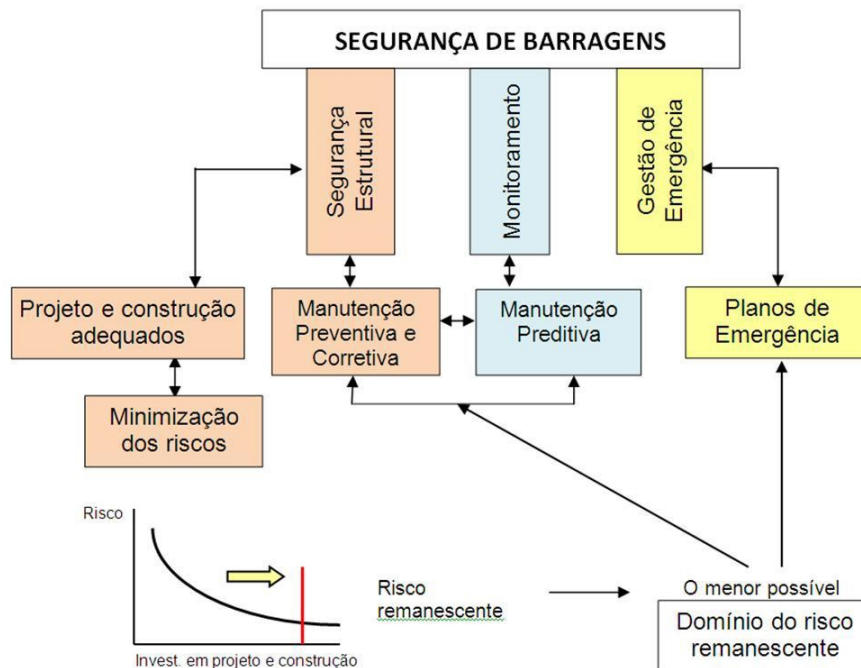 SEGURANÇA DE BARRAGENS
Segurança
Estrutural
Monitoramento
Gestão de
Emergência
Projeto e construção
adequados
Manutenção
Preventiva e
Corretiva
Manutenção
Preditiva
Planos de
Emergência
Minimização
dos riscos
Risco
Risco
remanescente
O menor possível
Domínio do risco
remanescente
Invest. em projeto e construção